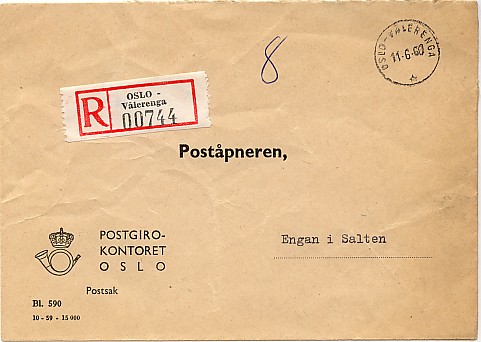 8
OSLO-VÅLERENGA
11-6-60
R
OSLO -
Vålerenga
00744
Poståpneren,
POSTGIRO-
KONTORET
OSLO
Postsak
Engan i Salten
Bl. 590
10 - 59 - 15 000